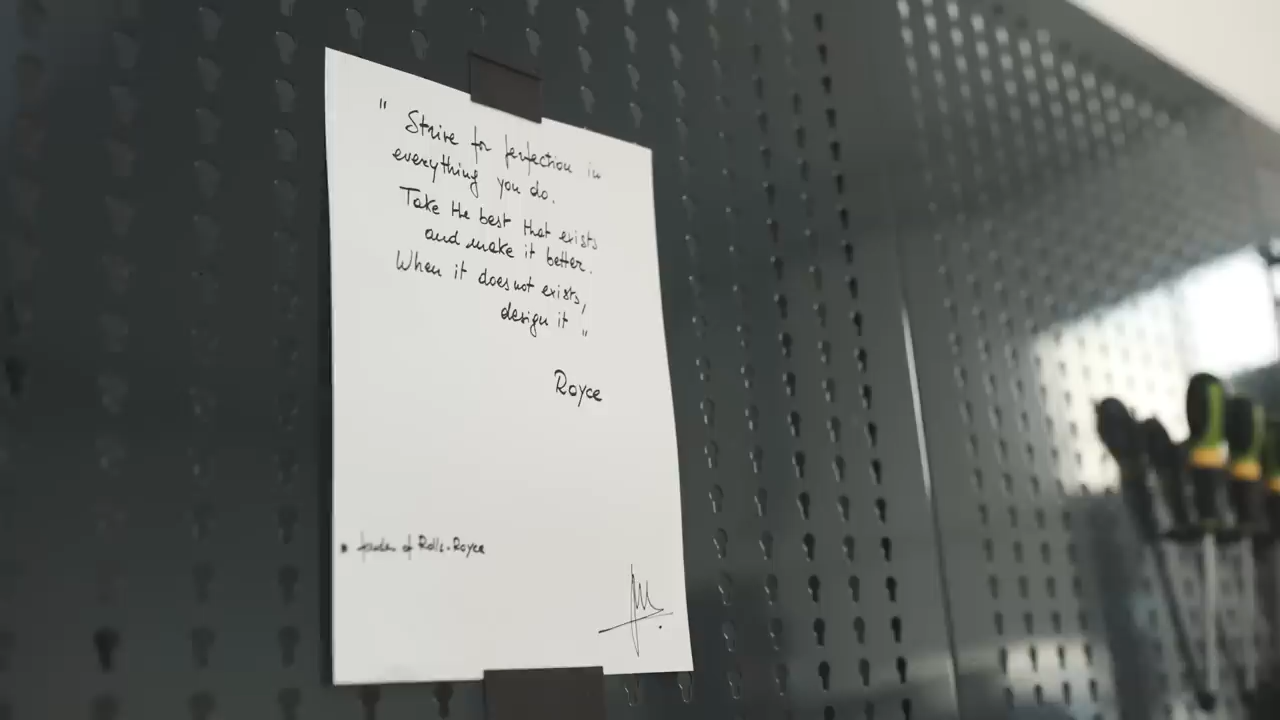 " Strive for perfection in
everything you do.
Take the best that exists
and make it better.
When it does not exists,
design it "
Royce
founder of Rolls-Royce